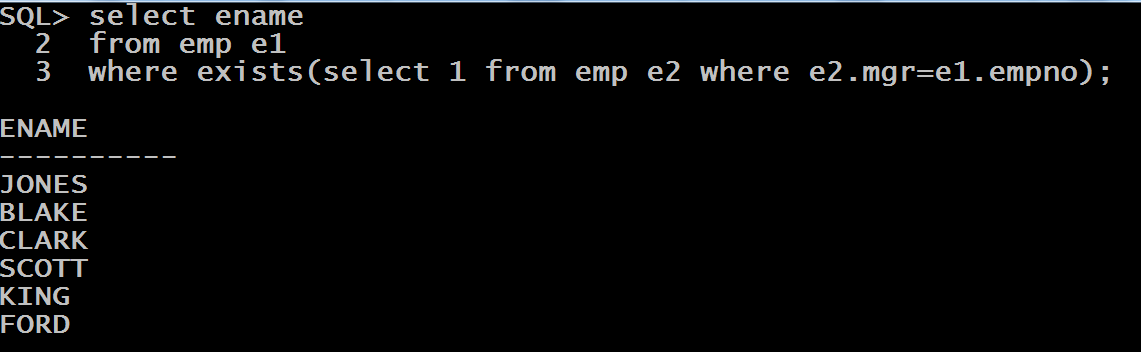 SQL> select ename
  2  from emp e1
  3  where exists(select 1 from emp e2 where e2.mgr=e1.empno);
ENAME
----------
JONES
BLAKE
CLARK
SCOTT
KING
FORD